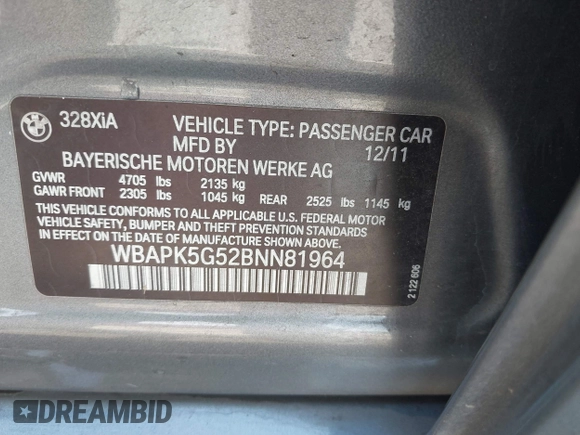 BMW
328XiA
VEHICLE TYPE: PASSENGER CAR
MFD BY 12/11
BAYERISCHE MOTOREN WERKE AG
GVWR 4705 lbs 2135 kg
GAWR FRONT 2305 lbs 1045 kg REAR 2525 lbs 1145 kg
THIS VEHICLE CONFORMS TO ALL APPLICABLE U.S. FEDERAL MOTOR
VEHICLE SAFETY, BUMPER AND THEFT PREVENTION STANDARDS
IN EFFECT ON THE DATE OF MANUFACTURE SHOWN ABOVE.
WBAPK5G52BNN81964
2 122 606
DREAMBID